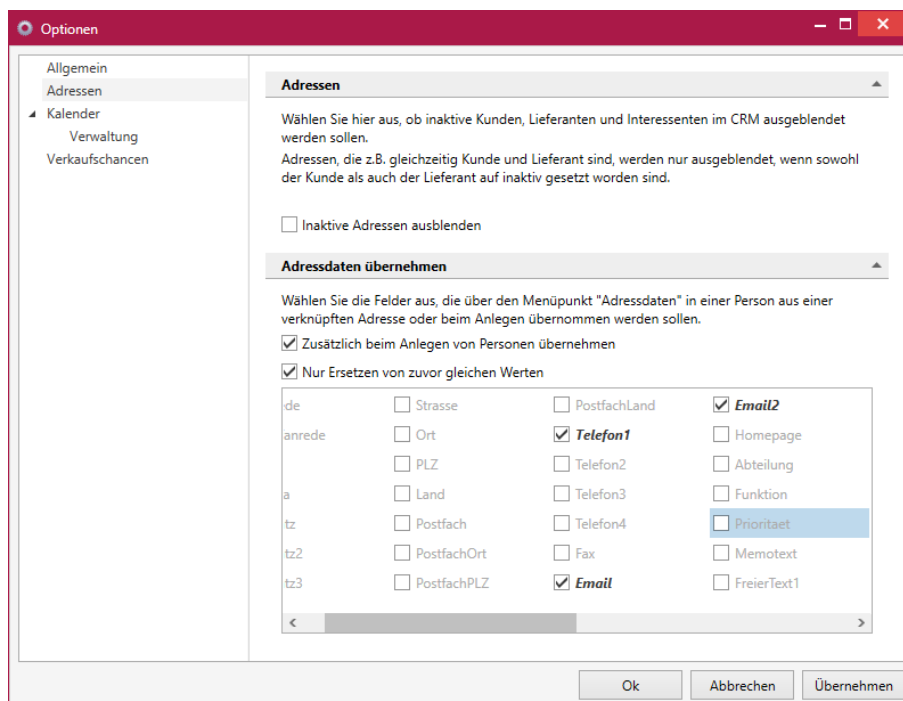 Optionen
Allgemein
Adressen
Kalender
Verwaltung
Verkaufschancen
Adressen
Wählen Sie hier aus, ob inaktive Kunden, Lieferanten und Interessenten im CRM ausgeblendet
werden sollen.
Adressen, die z.B. gleichzeitig Kunde und Lieferant sind, werden nur ausgeblendet, wenn sowohl
der Kunde als auch der Lieferant auf inaktiv gesetzt worden sind.
Inaktive Adressen ausblenden
Adressdaten übernehmen
Wählen Sie die Felder aus, die über den Menüpunkt "Adressdaten" in einer Person aus einer
verknüpften Adresse oder beim Anlegen übernommen werden sollen.
Zusätzlich beim Anlegen von Personen übernehmen
Nur Ersetzen von zuvor gleichen Werten
de Strasse PostfachLand Email2
anrede Ort Telefon1 Homepage
PLZ Telefon2 Abteilung
a Land Telefon3 Funktion
tz Postfach Telefon4 Prioritaet
tz2 PostfachOrt Fax Memotext
tz3 PostfachPLZ Email FreierText1
Ok Abbrechen Übernehmen